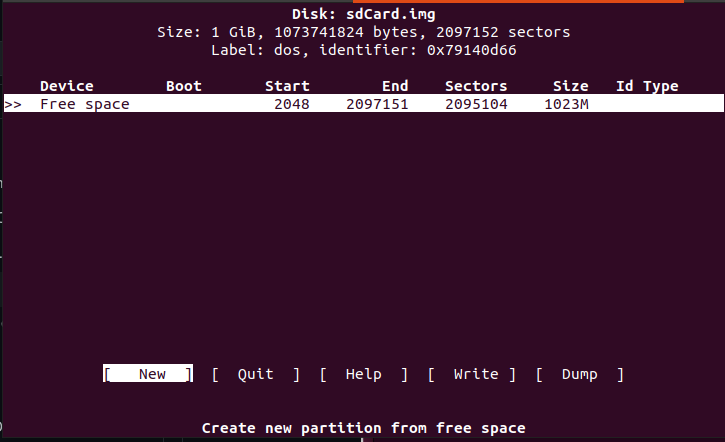 Disk: sdCard.img
Size: 1 GiB, 1073741824 bytes, 2097152 sectors
Label: dos, identifier: 0x79140d66
Device Boot Start End Sectors Size Id Type
>> Free space 2048 2097151 2095104 1023M
[ New ] [ Quit ] [ Help ] [ Write ] [ Dump ]
Create new partition from free space